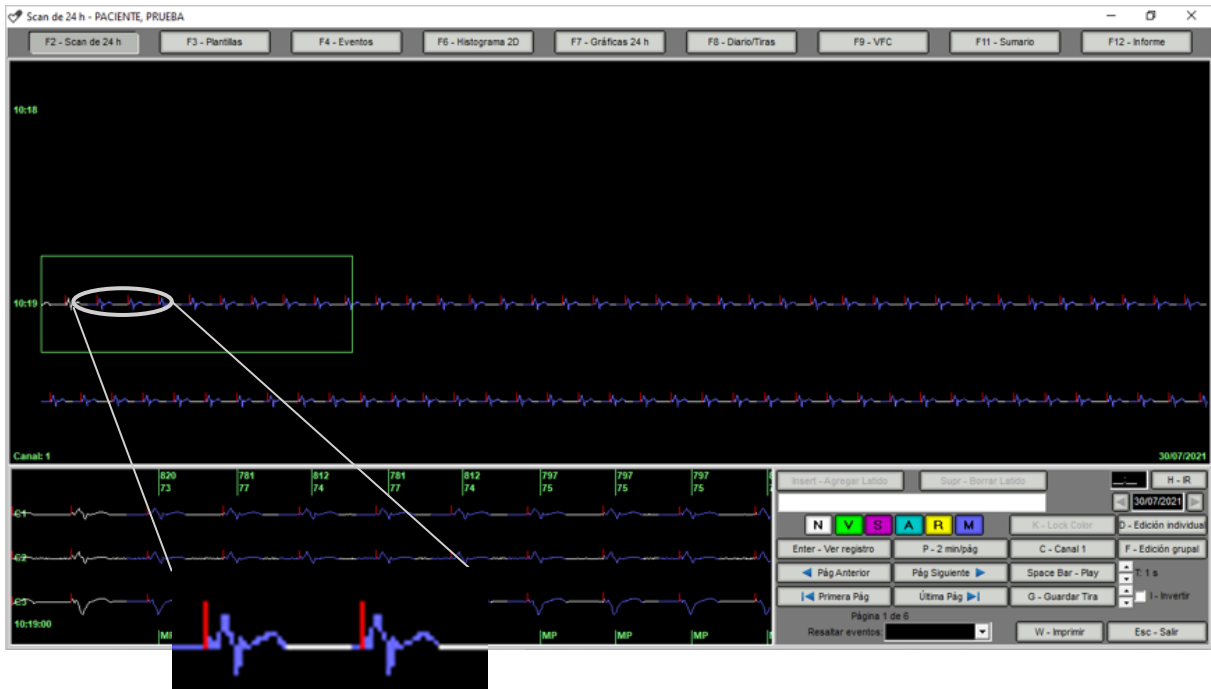 Scan de 24 h - PACIENTE, PRUEBA
F2 - Scan de 24 h F3 - Plantillas F4 - Eventos F6 - Histograma 2D F7 - Gráficas 24 h F8 - Diario/Tiras F9 - VFC F11 - Sumario F12 - Informe
10:18
10:19
Canal: 1 30/07/2021
820 781 812 781 812 797 797 797
73 77 74 77 74 75 75 75
C1
C2
C3
10:19:00
MP MP MP
Insert - Agregar Latido Supr - Borrar Latido H - IR
30/07/2021
N V S A R M K - Lock Color D - Edición individual
Enter - Ver registro P - 2 min/pág C - Canal 1 F - Edición grupal
Pág Anterior Pág Siguiente Space Bar - Play T: 1 s
Primera Pág Última Pág G - Guardar Tira I - Invertir
Página 1 de 6
Resaltar eventos: W - Imprimir Esc - Salir